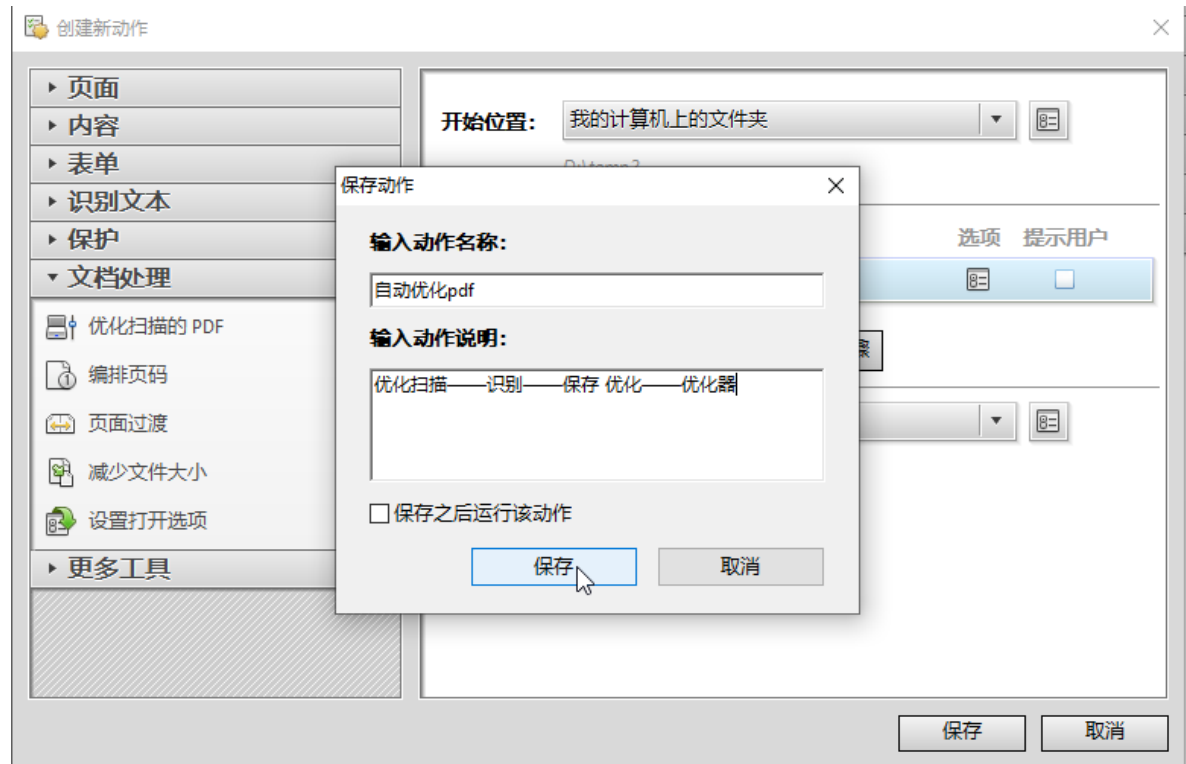 创建新动作
页面
内容
表单
识别文本
保护
文档处理
优化扫描的 PDF
编排页码
页面过渡
减少文件大小
设置打开选项
更多工具
开始位置:
我的计算机上的文件夹
选项 提示用户
保存动作
输入动作名称:
自动优化pdf
输入动作说明:
优化扫描——识别——保存 优化——优化器
保存之后运行该动作
保存 取消
保存 取消